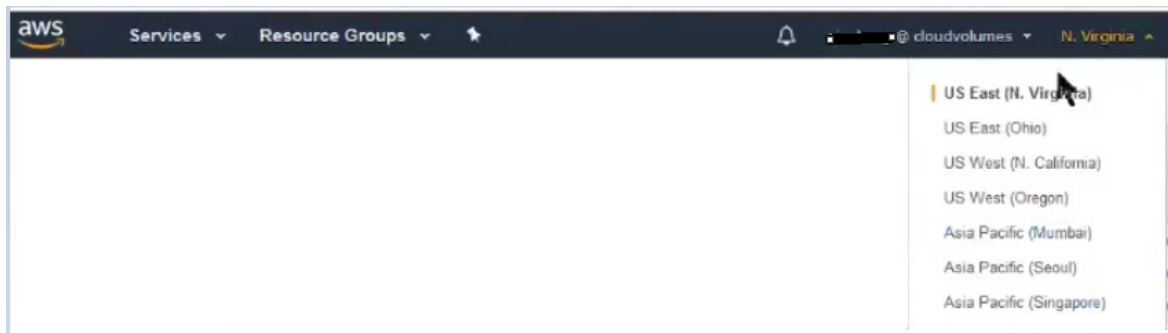 aws Services Resource Groups @ cloudvolumes N. Virginia
US East (N. Virginia)
US East (Ohio)
US West (N. California)
US West (Oregon)
Asia Pacific (Mumbai)
Asia Pacific (Seoul)
Asia Pacific (Singapore)